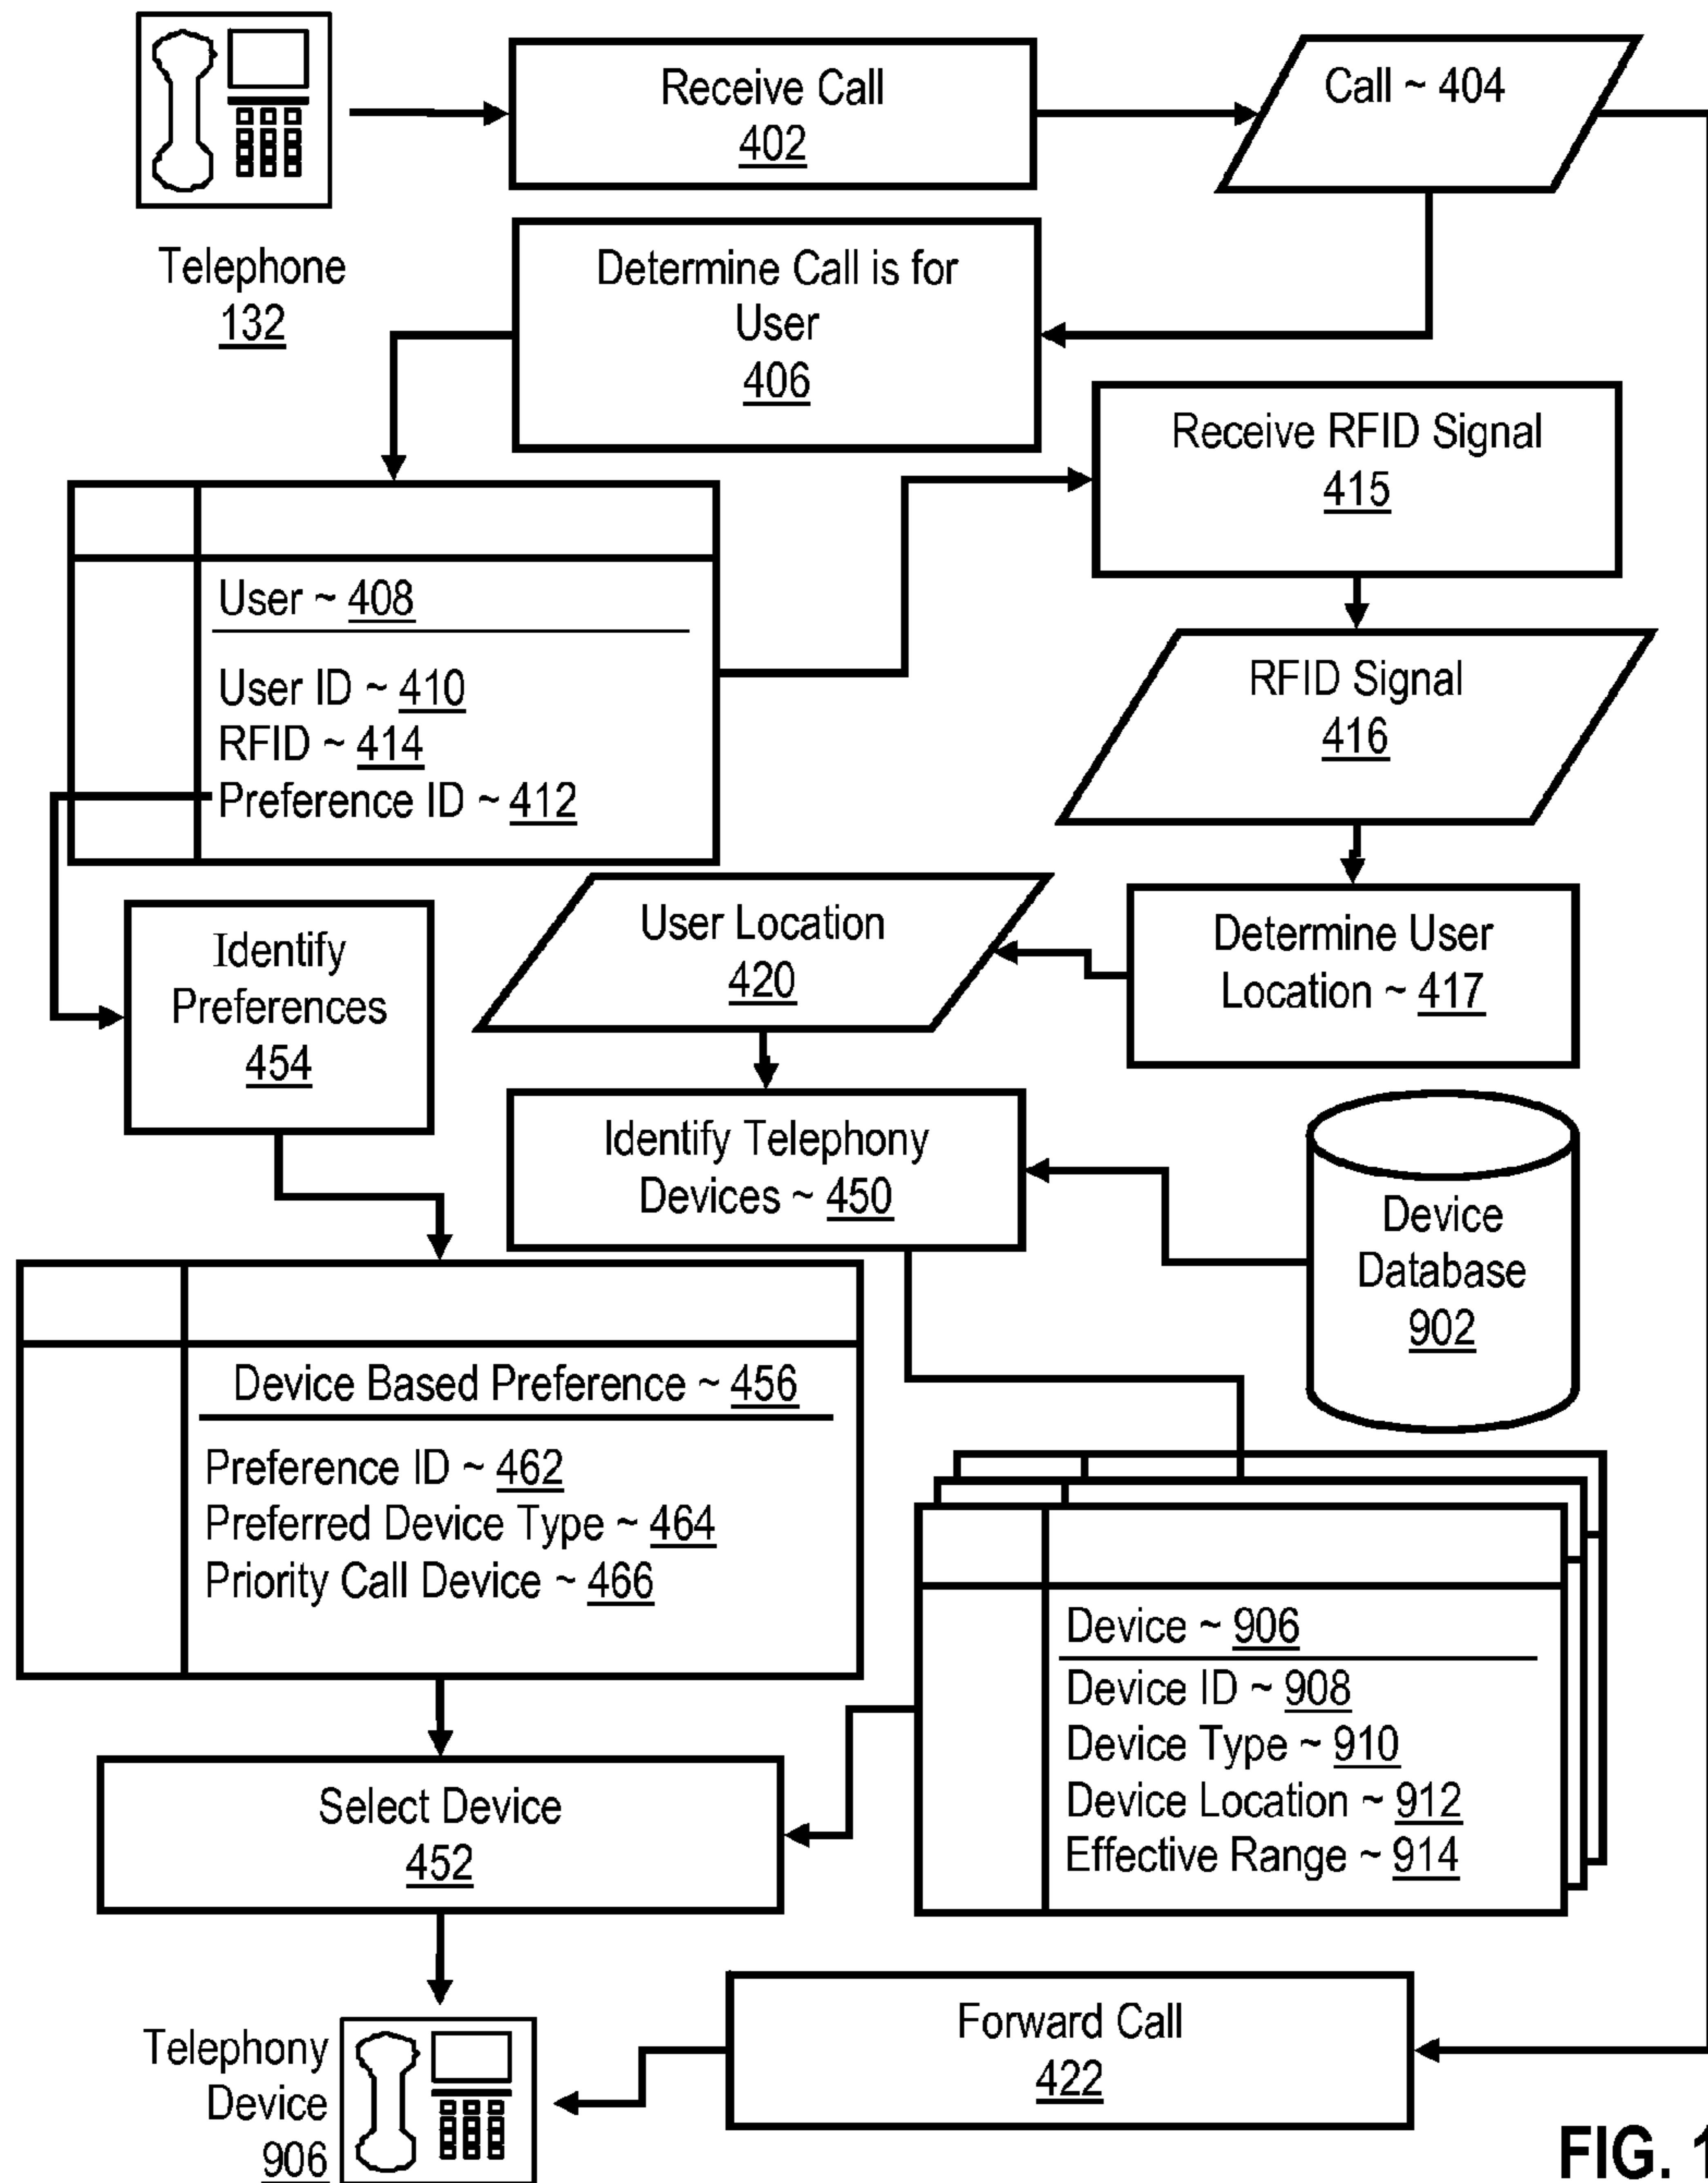 Receive Call
402
Call ~ 404
Telephone
132
Determine Call is for
User
406
Receive RFID Signal
415
User ~ 408
User ID ~ 410
RFID ~ 414
Preference ID ~ 412
RFID Signal
416
User Location
420
Determine User
Location ~ 417
Identify
Preferences
454
Identify Telephony
Devices ~ 450
Device
Database
902
Device Based Preference ~ 456
Preference ID ~ 462
Preferred Device Type ~ 464
Priority Call Device ~ 466
Device ~ 906
Device ID ~ 908
Device Type ~ 910
Device Location ~ 912
Effective Range ~ 914
Select Device
452
Forward Call
422
Telephony
Device
906
FIG.